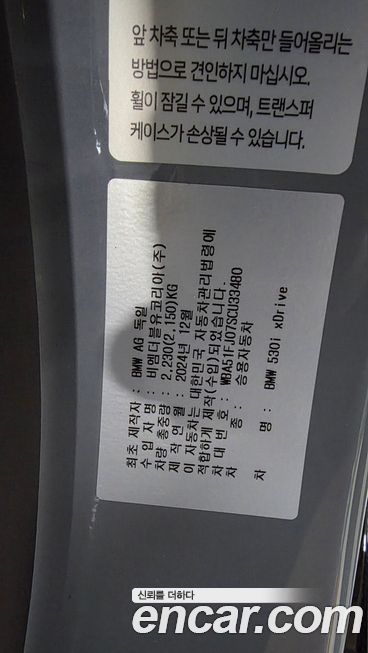 앞 차축 또는 뒤 차축만 들어올리는
방법으로 견인하지 마십시오.
휠이 잠길 수 있으며, 트랜스퍼
케이스가 손상될 수 있습니다.
최초 제작자 : BMW AG 독일
수 입 자 명 : 비엠더블유코리아(주)
차량 총중량 : 2,230(2,150)KG
제 작 연 월 : 2024년 12월
이 자동차는 대한민국 자동차관리법령에
적합하게 제작(수입)되었습니다.
차 대 번 호 : WBA51FJ07SCU33480
차 종 : 승용자동차
차 명 : BMW 530i xDrive
신뢰를 더하다
encar.com